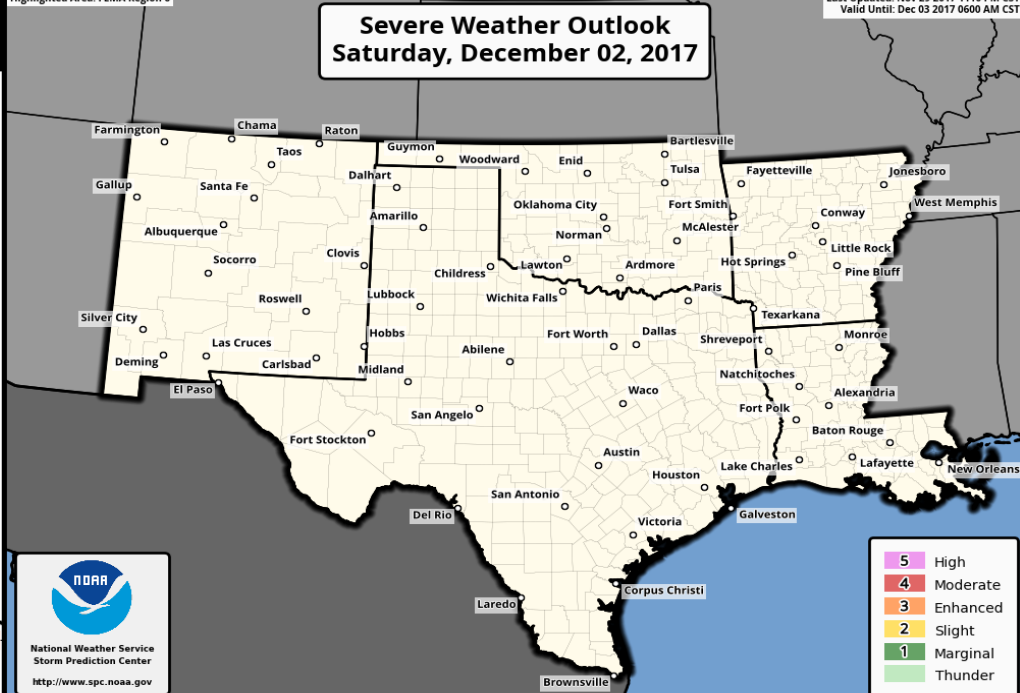 Highlighted Area: FEMA Region 6
Severe Weather Outlook
Saturday, December 02, 2017
Valid Until: Dec 03 2017 0600 AM CST
Farmington
Chama
Raton
Taos
Guymon
Woodward
Enid
Bartlesville
Tulsa
Fayetteville
Jonesboro
Gallup
Santa Fe
Dalhart
Oklahoma City
Fort Smith
West Memphis
Albuquerque
Amarillo
Norman
McAlester
Conway
Socorro
Clovis
Childress
Lawton
Ardmore
Hot Springs
Little Rock
Pine Bluff
Roswell
Lubbock
Wichita Falls
Paris
Texarkana
Silver City
Las Cruces
Hobbs
Fort Worth
Dallas
Shreveport
Monroe
Deming
Carlsbad
Midland
Abilene
Natchitoches
El Paso
San Angelo
Waco
Fort Polk
Alexandria
Fort Stockton
Austin
Baton Rouge
Houston
Lake Charles
Lafayette
New Orleans
San Antonio
Del Rio
Victoria
Galveston
Laredo
Corpus Christi
Brownsville
NOAA
National Weather Service
Storm Prediction Center
http://www.spc.noaa.gov
5 High
4 Moderate
3 Enhanced
2 Slight
1 Marginal
Thunder